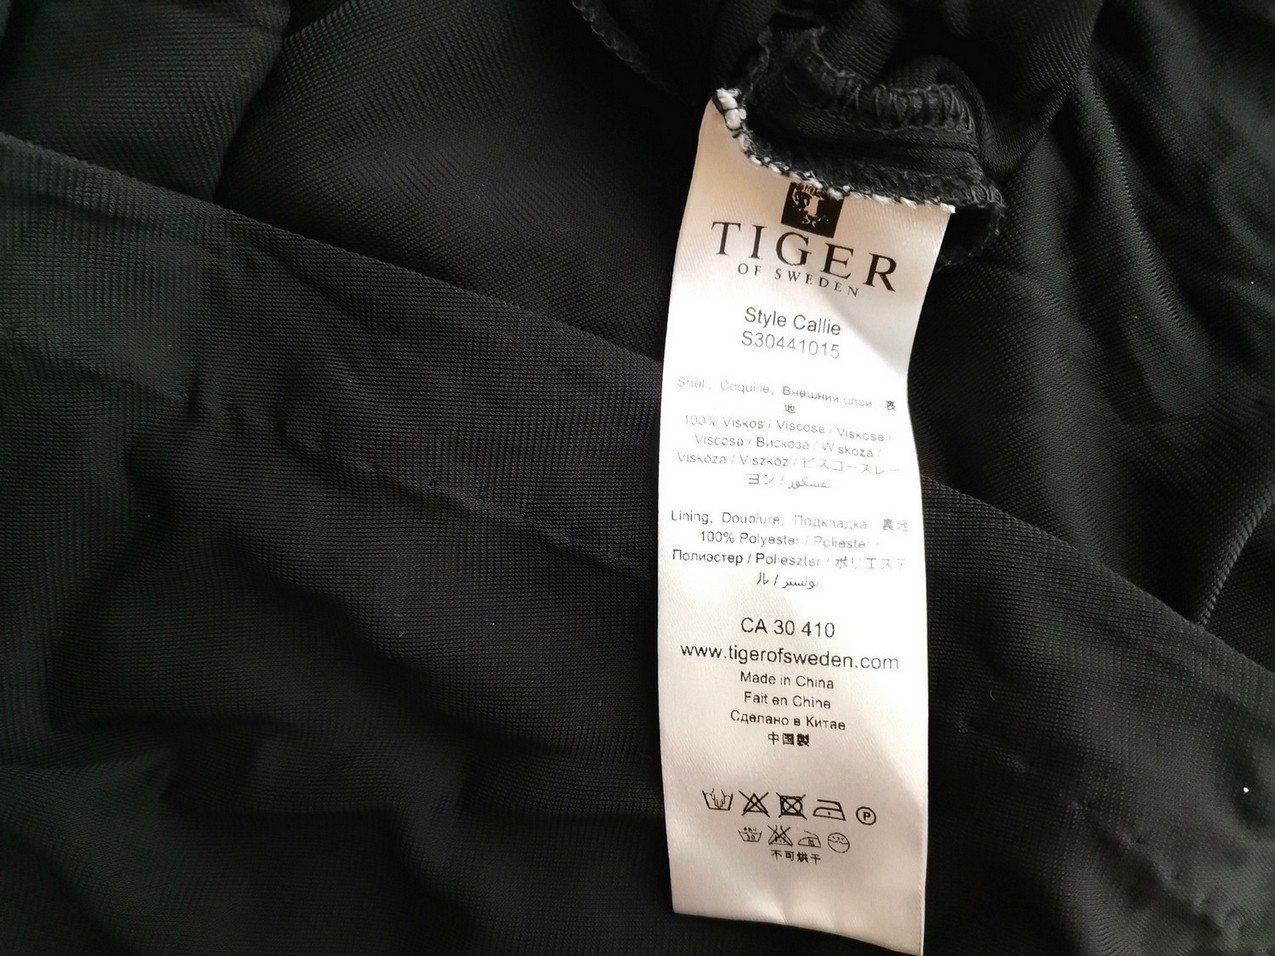 TIGER
OF SWEDEN
Style Callie
S30441015
Shell, Coquille, Внешний слой, 表
地
100% Viskos / Viscose / Viskose /
Viscosa / Вискоза / Wiskoza /
Viskóza / Viszkóz / ビスコースレー
ヨン /
Lining, Doublure, Подкладка, 裏地
100% Polyester / Poliester /
Полиэстер / Polieszter / ポリエステ
ル /
CA 30 410
www.tigerofsweden.com
Made in China
Fait en Chine
Сделано в Китае
中国製
P
不可烘干